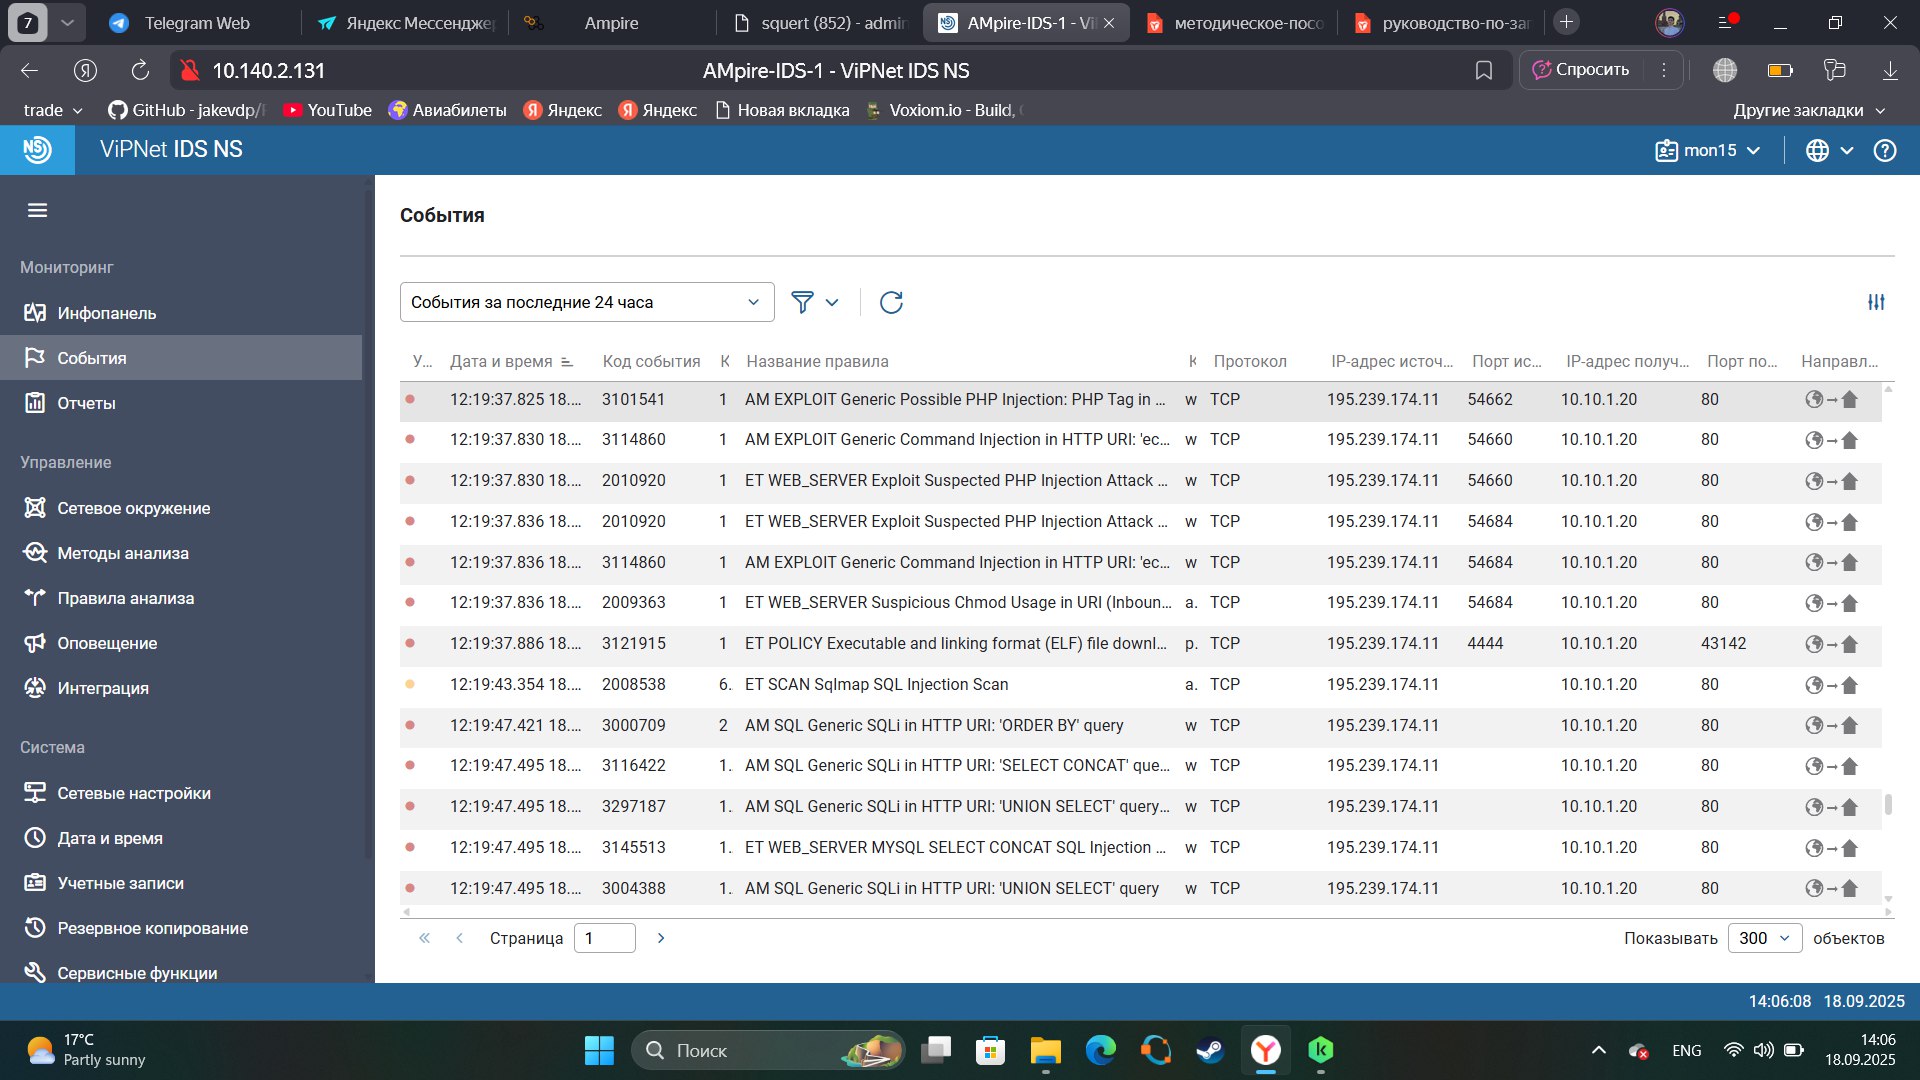 7
Telegram Web
Яндекс Мессендже
Ampire
squert (852) - admin
AMpire-IDS-1 - Vi
методическое-посо
руководство-по-за
10.140.2.131
AMpire-IDS-1 - ViPNet IDS NS
Спросить
trade
GitHub - jakevdp/
YouTube
Авиабилеты
Яндекс
Яндекс
Новая вкладка
Voxiom.io - Build,
Другие закладки
NS
ViPNet IDS NS
mon15
Мониторинг
Инфопанель
События
Отчеты
Управление
Сетевое окружение
Методы анализа
Правила анализа
Оповещение
Интеграция
Система
Сетевые настройки
Дата и время
Учетные записи
Резервное копирование
Сервисные функции
События
События за последние 24 часа
У... Дата и время Код события К Название правила К Протокол IP-адрес источ... Порт ис... IP-адрес получ... Порт по... Направл...
12:19:37.825 18.... 3101541 1 AM EXPLOIT Generic Possible PHP Injection: PHP Tag in ... w TCP 195.239.174.11 54662 10.10.1.20 80
12:19:37.830 18.... 3114860 1 AM EXPLOIT Generic Command Injection in HTTP URI: 'ec... w TCP 195.239.174.11 54660 10.10.1.20 80
12:19:37.830 18.... 2010920 1 ET WEB_SERVER Exploit Suspected PHP Injection Attack ... w TCP 195.239.174.11 54660 10.10.1.20 80
12:19:37.836 18.... 2010920 1 ET WEB_SERVER Exploit Suspected PHP Injection Attack ... w TCP 195.239.174.11 54684 10.10.1.20 80
12:19:37.836 18.... 3114860 1 AM EXPLOIT Generic Command Injection in HTTP URI: 'ec... w TCP 195.239.174.11 54684 10.10.1.20 80
12:19:37.836 18.... 2009363 1 ET WEB_SERVER Suspicious Chmod Usage in URI (Inboun... a. TCP 195.239.174.11 54684 10.10.1.20 80
12:19:37.886 18.... 3121915 1 ET POLICY Executable and linking format (ELF) file downl... p. TCP 195.239.174.11 4444 10.10.1.20 43142
12:19:43.354 18.... 2008538 6. ET SCAN Sqlmap SQL Injection Scan a. TCP 195.239.174.11 10.10.1.20 80
12:19:47.421 18.... 3000709 2 AM SQL Generic SQLi in HTTP URI: 'ORDER BY' query w TCP 195.239.174.11 10.10.1.20 80
12:19:47.495 18.... 3116422 1. AM SQL Generic SQLi in HTTP URI: 'SELECT CONCAT' que... w TCP 195.239.174.11 10.10.1.20 80
12:19:47.495 18.... 3297187 1. AM SQL Generic SQLi in HTTP URI: 'UNION SELECT' query... w TCP 195.239.174.11 10.10.1.20 80
12:19:47.495 18.... 3145513 1. ET WEB_SERVER MYSQL SELECT CONCAT SQL Injection ... w TCP 195.239.174.11 10.10.1.20 80
12:19:47.495 18.... 3004388 1. AM SQL Generic SQLi in HTTP URI: 'UNION SELECT' query w TCP 195.239.174.11 10.10.1.20 80
Страница 1
Показывать 300 объектов
14:06:08 18.09.2025
17°C
Partly sunny
Поиск
ENG
14:06
18.09.2025